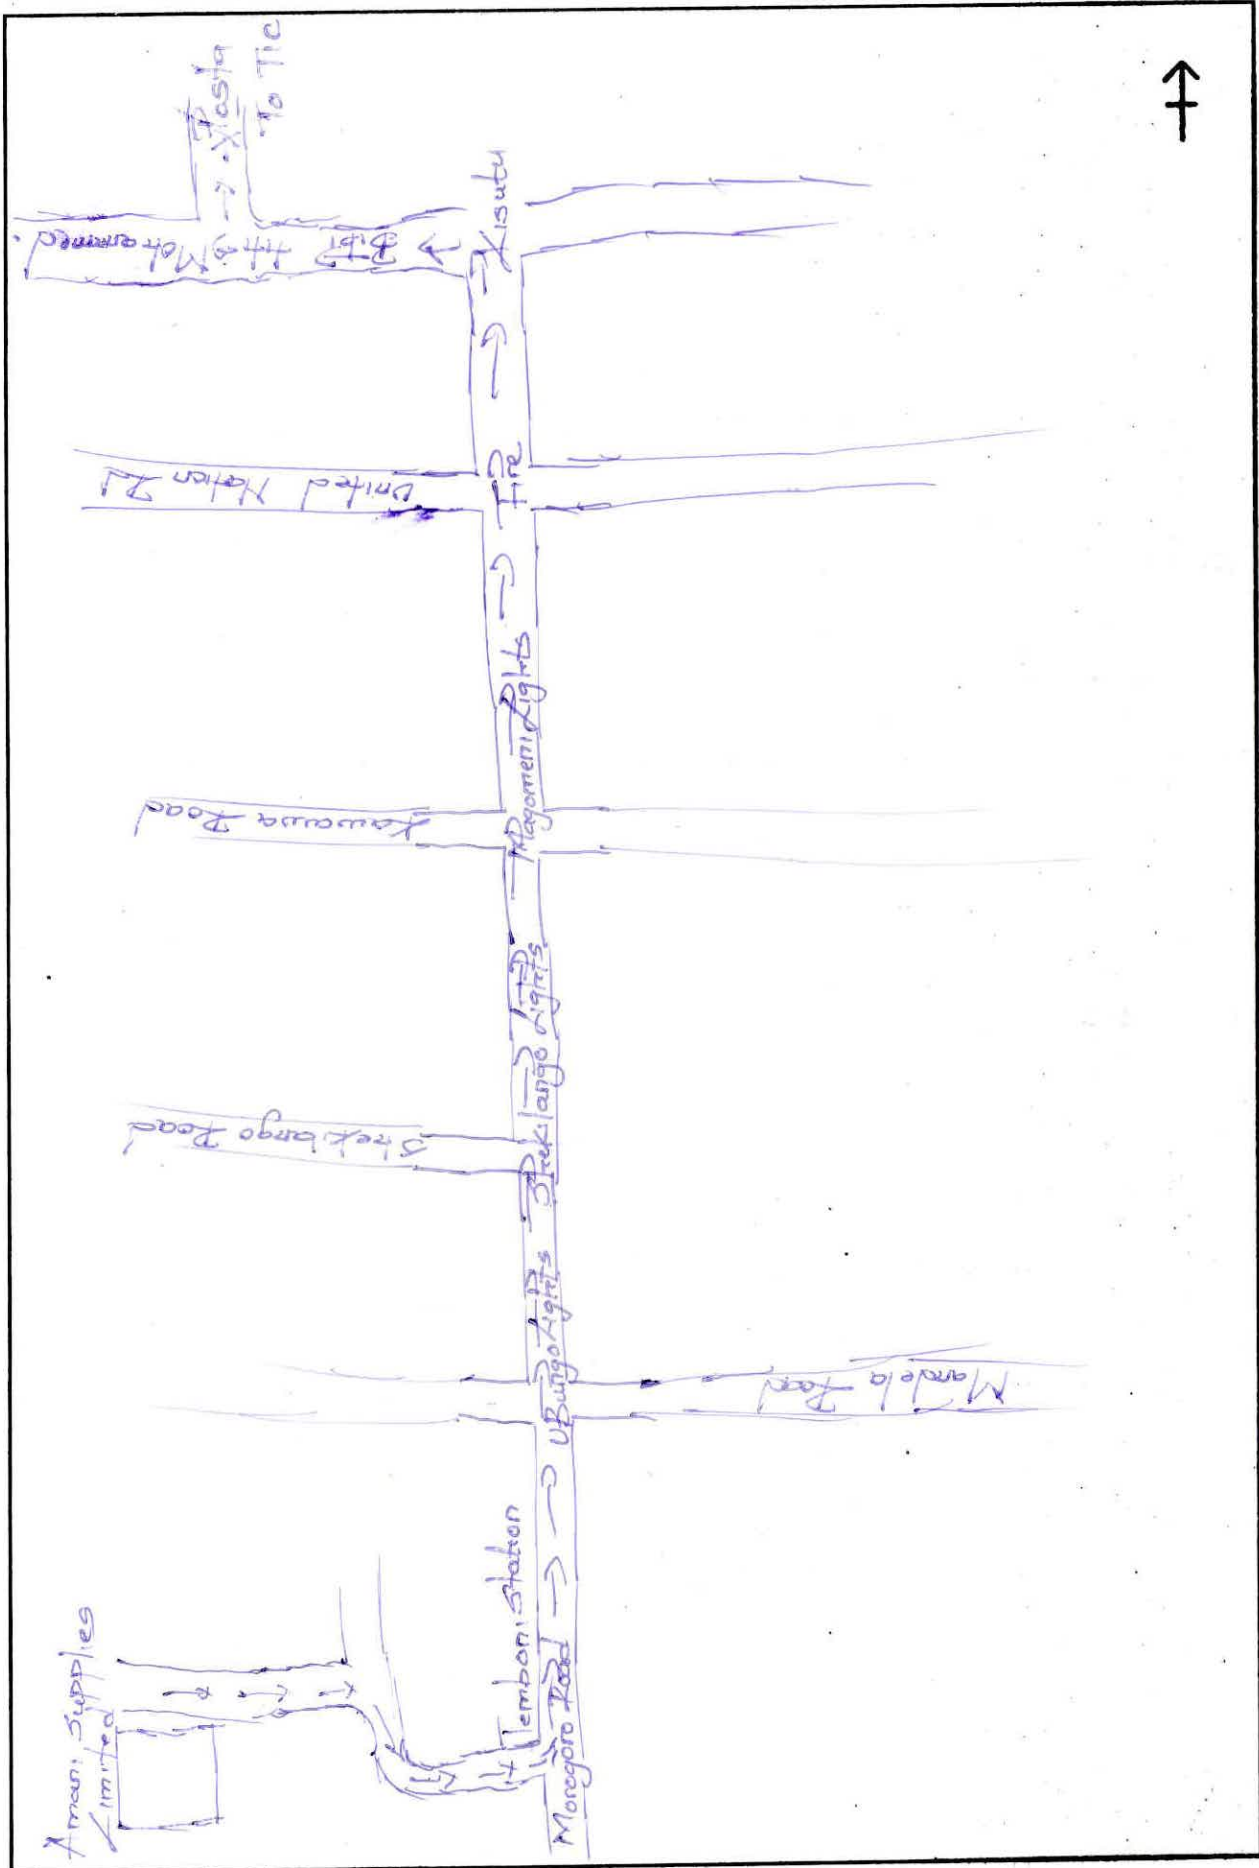 Amani Supplies
Limited
Temboni Station
Morogoro Road
UBungo Lights
Mandela Road
Shekilango Lights
Shekilango Road
Magomeni Lights
Kawawa Road
Fire
United Nation Rd
Kisutu
Bibi Titi Mohammed
Posta
To TIC